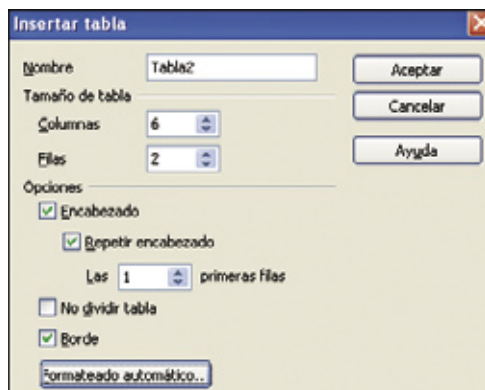 Insertar tabla
Nombre Tabla2
Aceptar
Tamaño de tabla
Cancelar
Columnas 6
Filas 2
Ayuda
Opciones
Encabezado
Repetir encabezado
Las 1 primeras filas
No dividir tabla
Borde
Formateado automático...